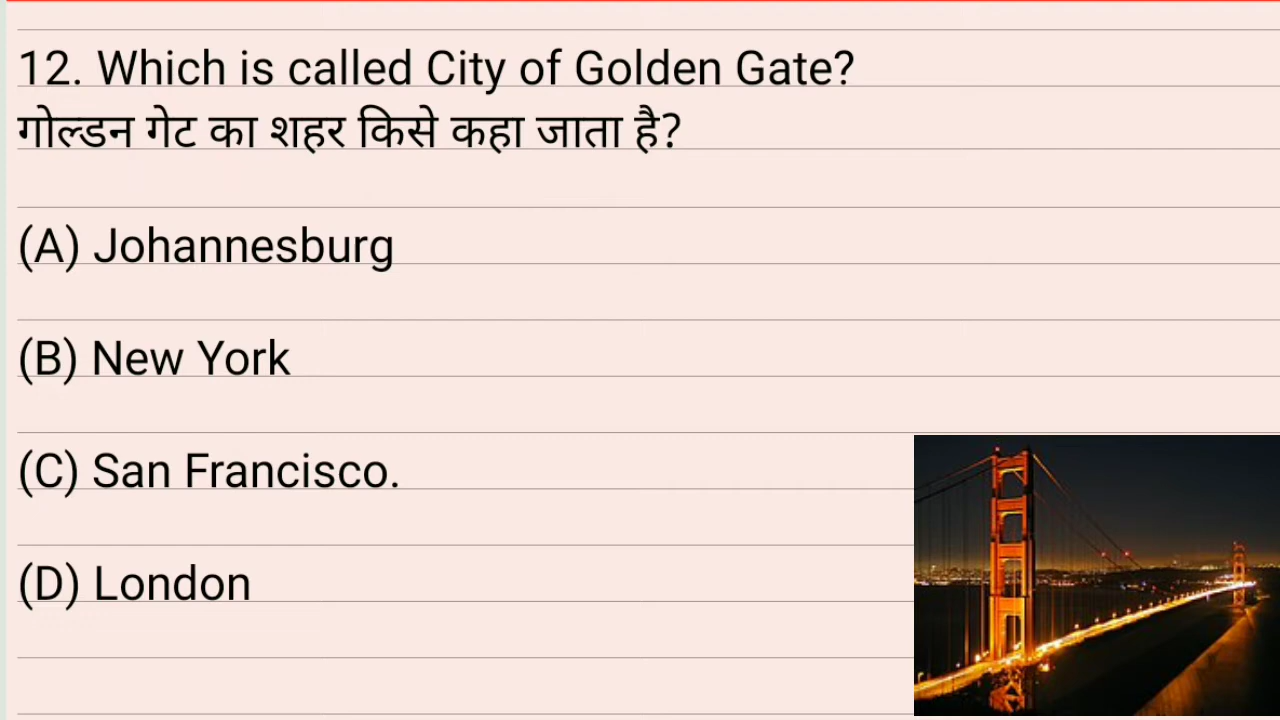 12. Which is called City of Golden Gate?
गोल्डन गेट का शहर किसे कहा जाता है?
(A) Johannesburg
(B) New York
(C) San Francisco.
(D) London